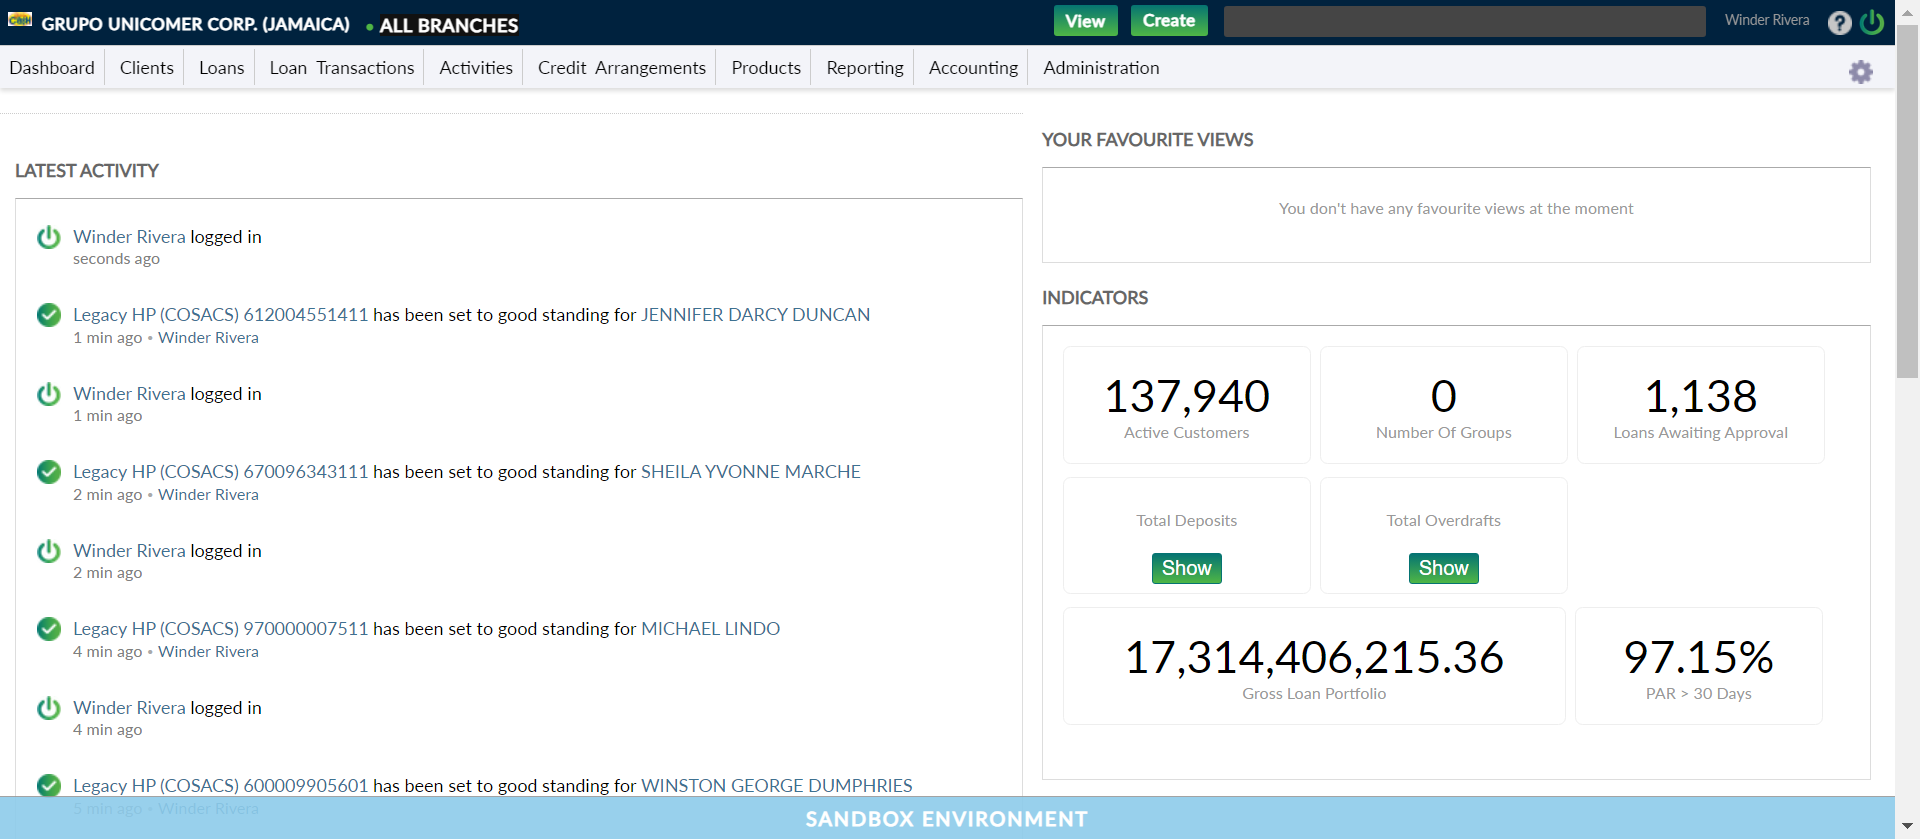 CASH GRUPO UNICOMER CORP. (JAMAICA) • ALL BRANCHES View Create Winder Rivera ?
Dashboard Clients Loans Loan Transactions Activities Credit Arrangements Products Reporting Accounting Administration
LATEST ACTIVITY
Winder Rivera logged in
seconds ago
Legacy HP (COSACS) 612004551411 has been set to good standing for JENNIFER DARCY DUNCAN
1 min ago • Winder Rivera
Winder Rivera logged in
1 min ago
Legacy HP (COSACS) 670096343111 has been set to good standing for SHEILA YVONNE MARCHE
2 min ago • Winder Rivera
Winder Rivera logged in
2 min ago
Legacy HP (COSACS) 970000007511 has been set to good standing for MICHAEL LINDO
4 min ago • Winder Rivera
Winder Rivera logged in
4 min ago
Legacy HP (COSACS) 600009905601 has been set to good standing for WINSTON GEORGE DUMPHRIES
5 min ago • Winder Rivera
YOUR FAVOURITE VIEWS
You don't have any favourite views at the moment
INDICATORS
137,940
Active Customers
0
Number Of Groups
1,138
Loans Awaiting Approval
Total Deposits
Show
Total Overdrafts
Show
17,314,406,215.36
Gross Loan Portfolio
97.15%
PAR > 30 Days
SANDBOX ENVIRONMENT